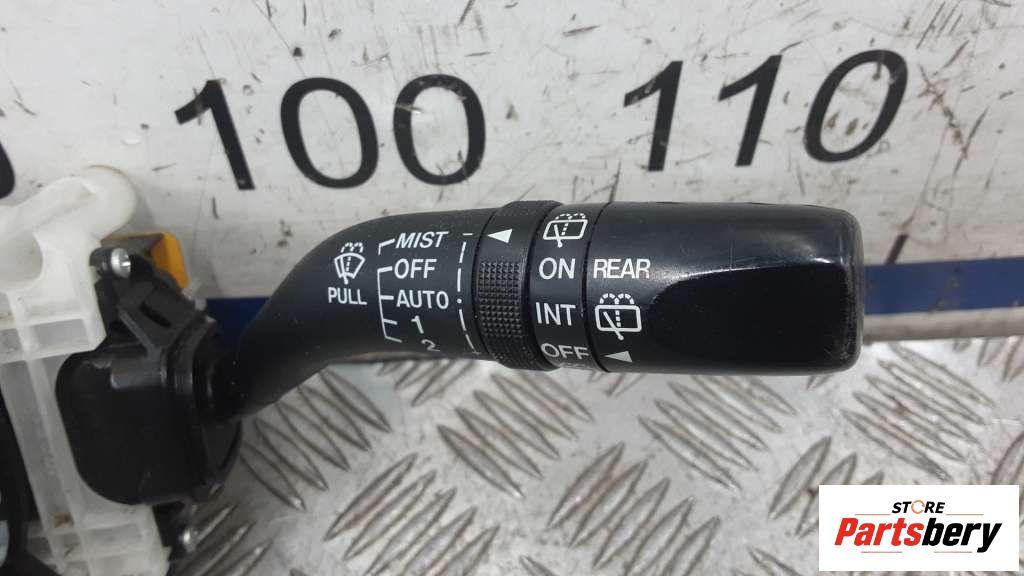 100 110
MIST
OFF
AUTO
1
2
PULL
ON
INT
OFF
REAR
STORE
Partsbery